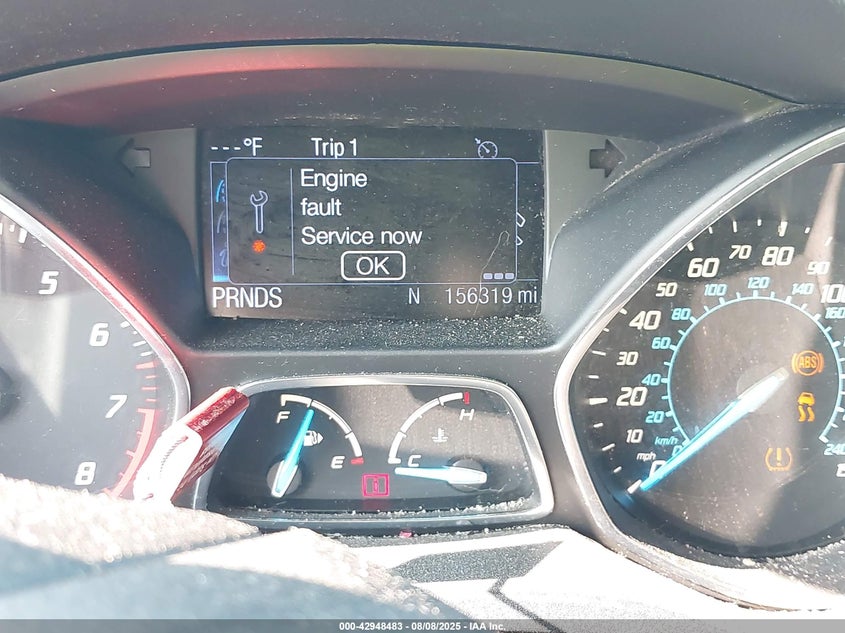 ---°F Trip 1
Engine
fault
Service now
OK
PRNDS N 156319 mi
5
6
7
8
F
E
H
C
mph
km/h
0
10
20
30
40
50
60
70
80
90
100
0
20
40
60
80
100
120
140
160
240
ABS
000-42948483 - 08/08/2025 - IAA Inc.